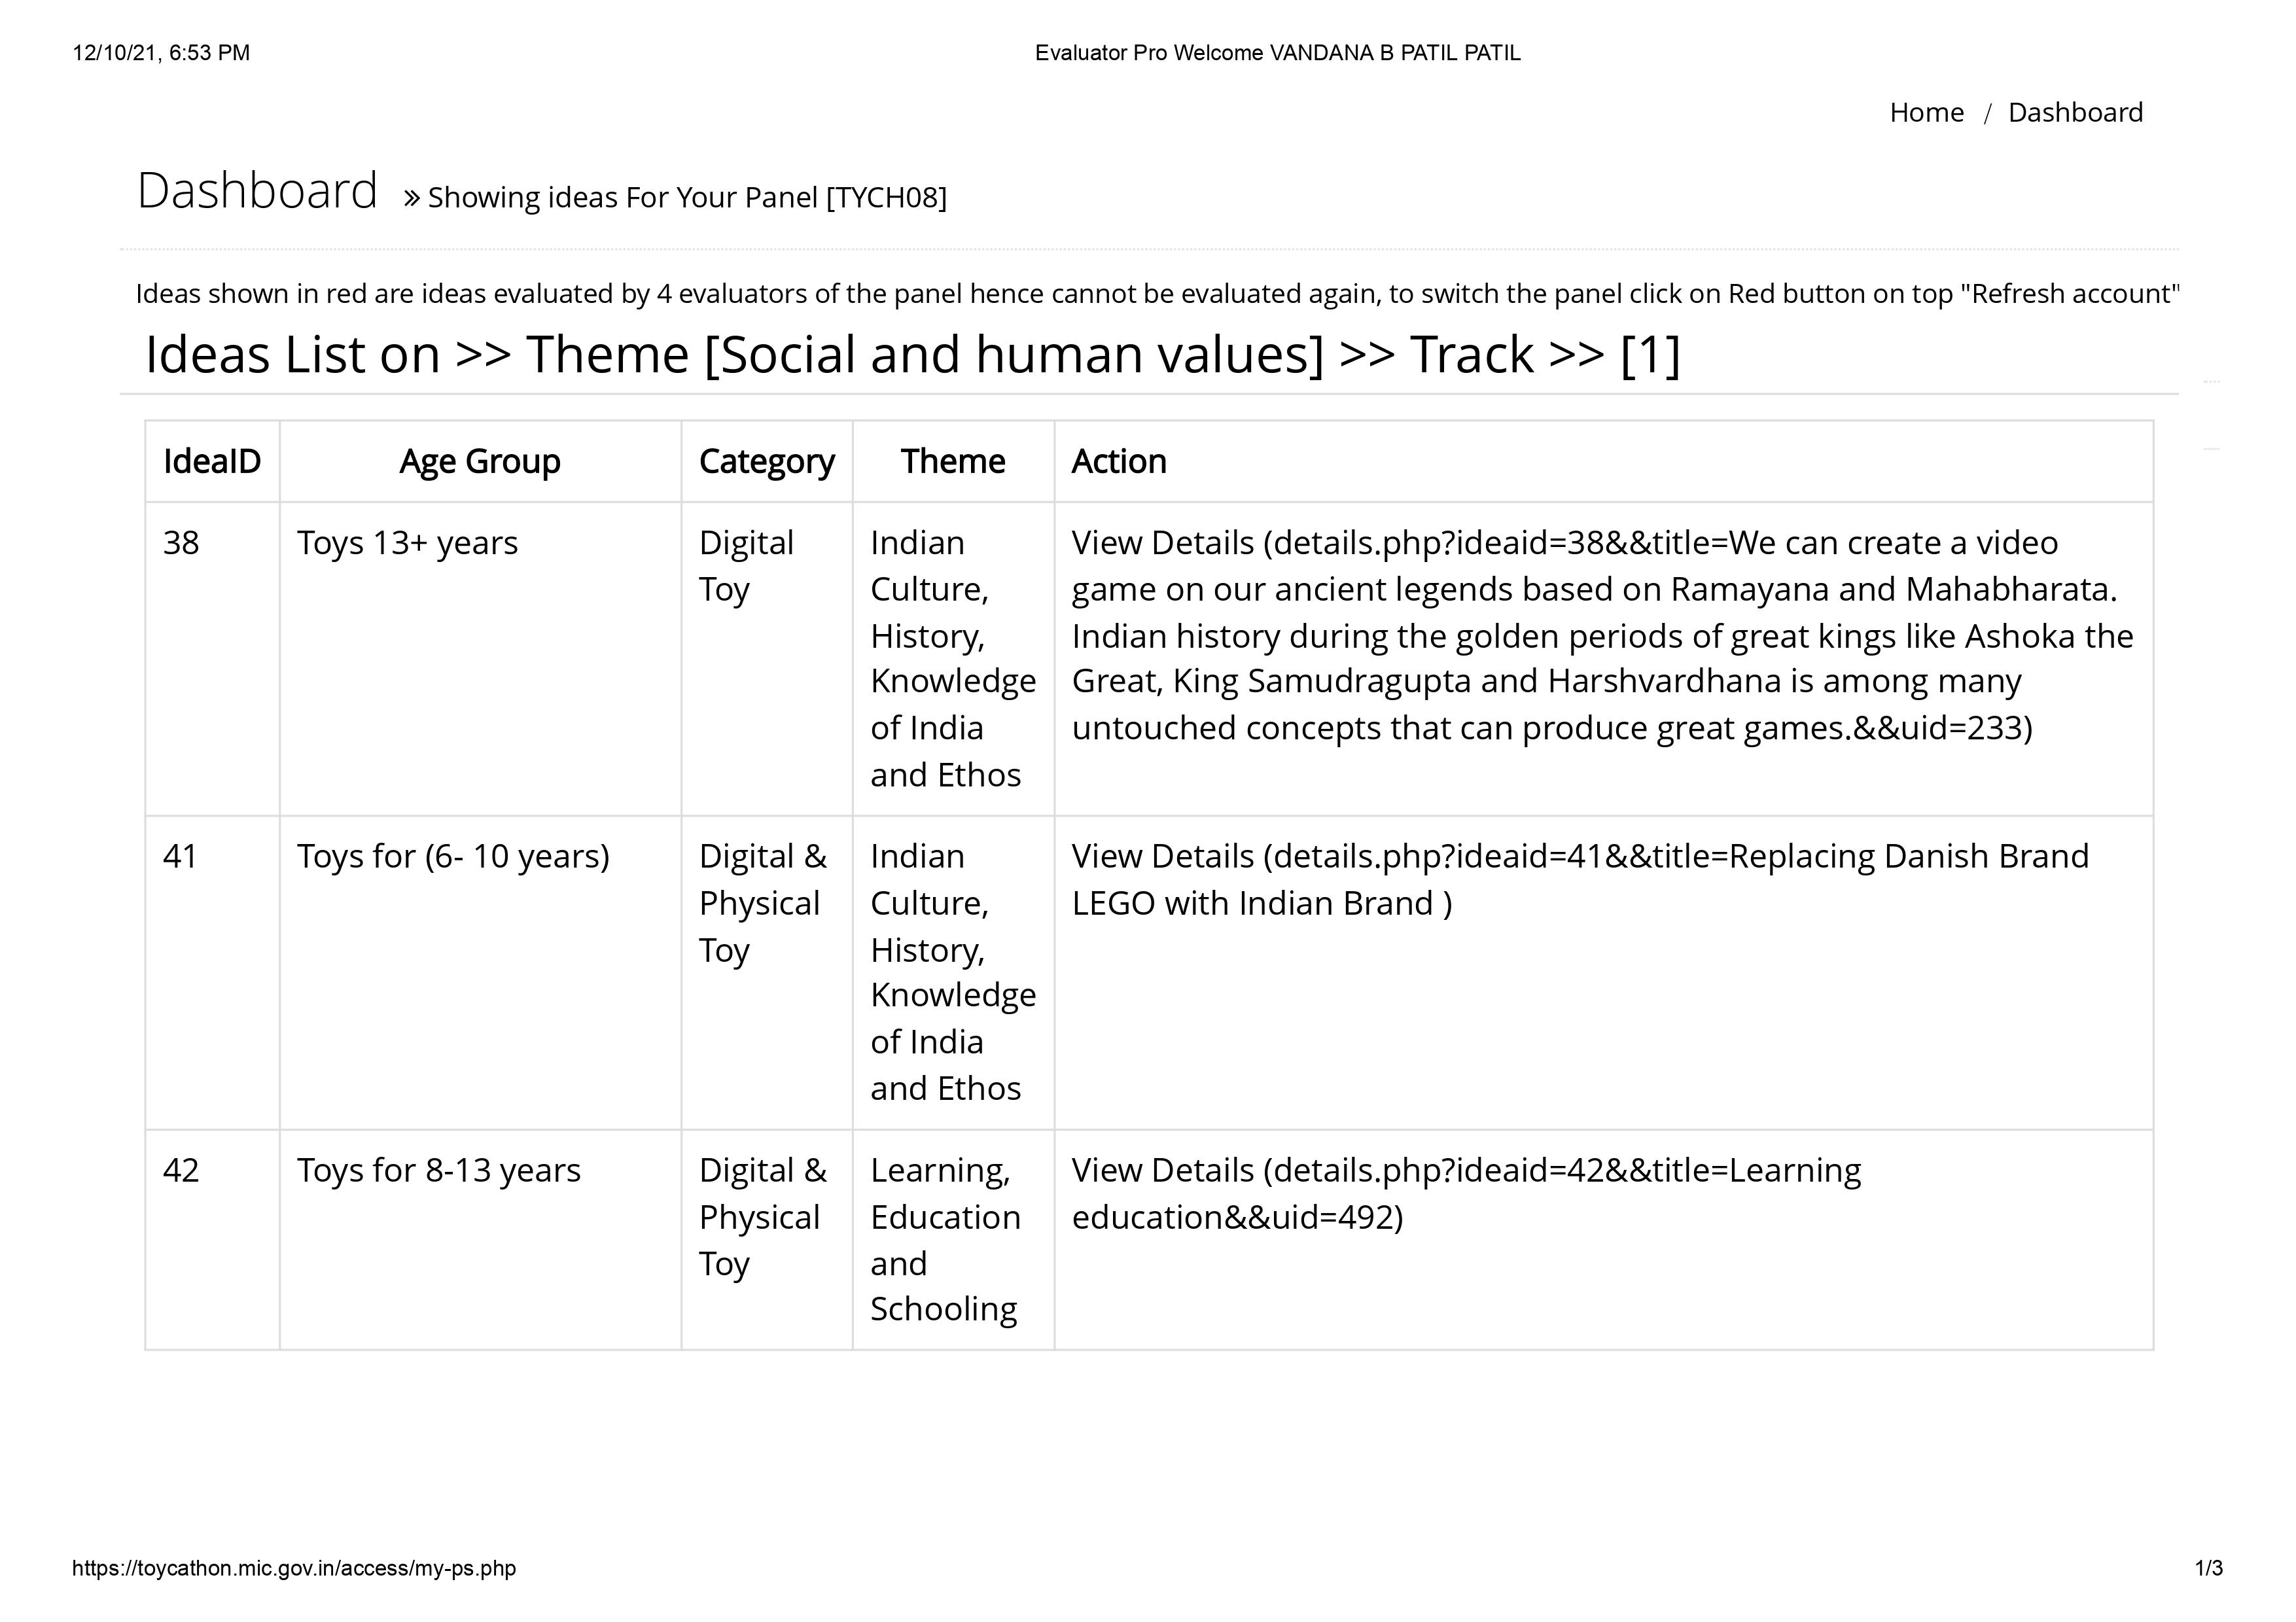 12/10/21, 6:53 PM
Evaluator Pro Welcome VANDANA B PATIL PATIL
Home / Dashboard
Dashboard » Showing ideas For Your Panel [TYCH08]
Ideas shown in red are ideas evaluated by 4 evaluators of the panel hence cannot be evaluated again, to switch the panel click on Red button on top "Refresh account"
Ideas List on >> Theme [Social and human values] >> Track >> [1]
IdeaID Age Group Category Theme Action
38
Toys 13+ years
Digital
Toy
Indian
Culture,
History,
Knowledge
of India
and Ethos
View Details (details.php?ideaid=38&&title=We can create a video
game on our ancient legends based on Ramayana and Mahabharata.
Indian history during the golden periods of great kings like Ashoka the
Great, King Samudragupta and Harshvardhana is among many
untouched concepts that can produce great games.&&uid=233)
41
Toys for (6- 10 years)
Digital &
Physical
Toy
Indian
Culture,
History,
Knowledge
of India
and Ethos
View Details (details.php?ideaid=41&&title=Replacing Danish Brand
LEGO with Indian Brand )
42
Toys for 8-13 years
Digital &
Physical
Toy
Learning,
Education
and
Schooling
View Details (details.php?ideaid=42&&title=Learning
education&&uid=492)
https://toycathon.mic.gov.in/access/my-ps.php
1/3